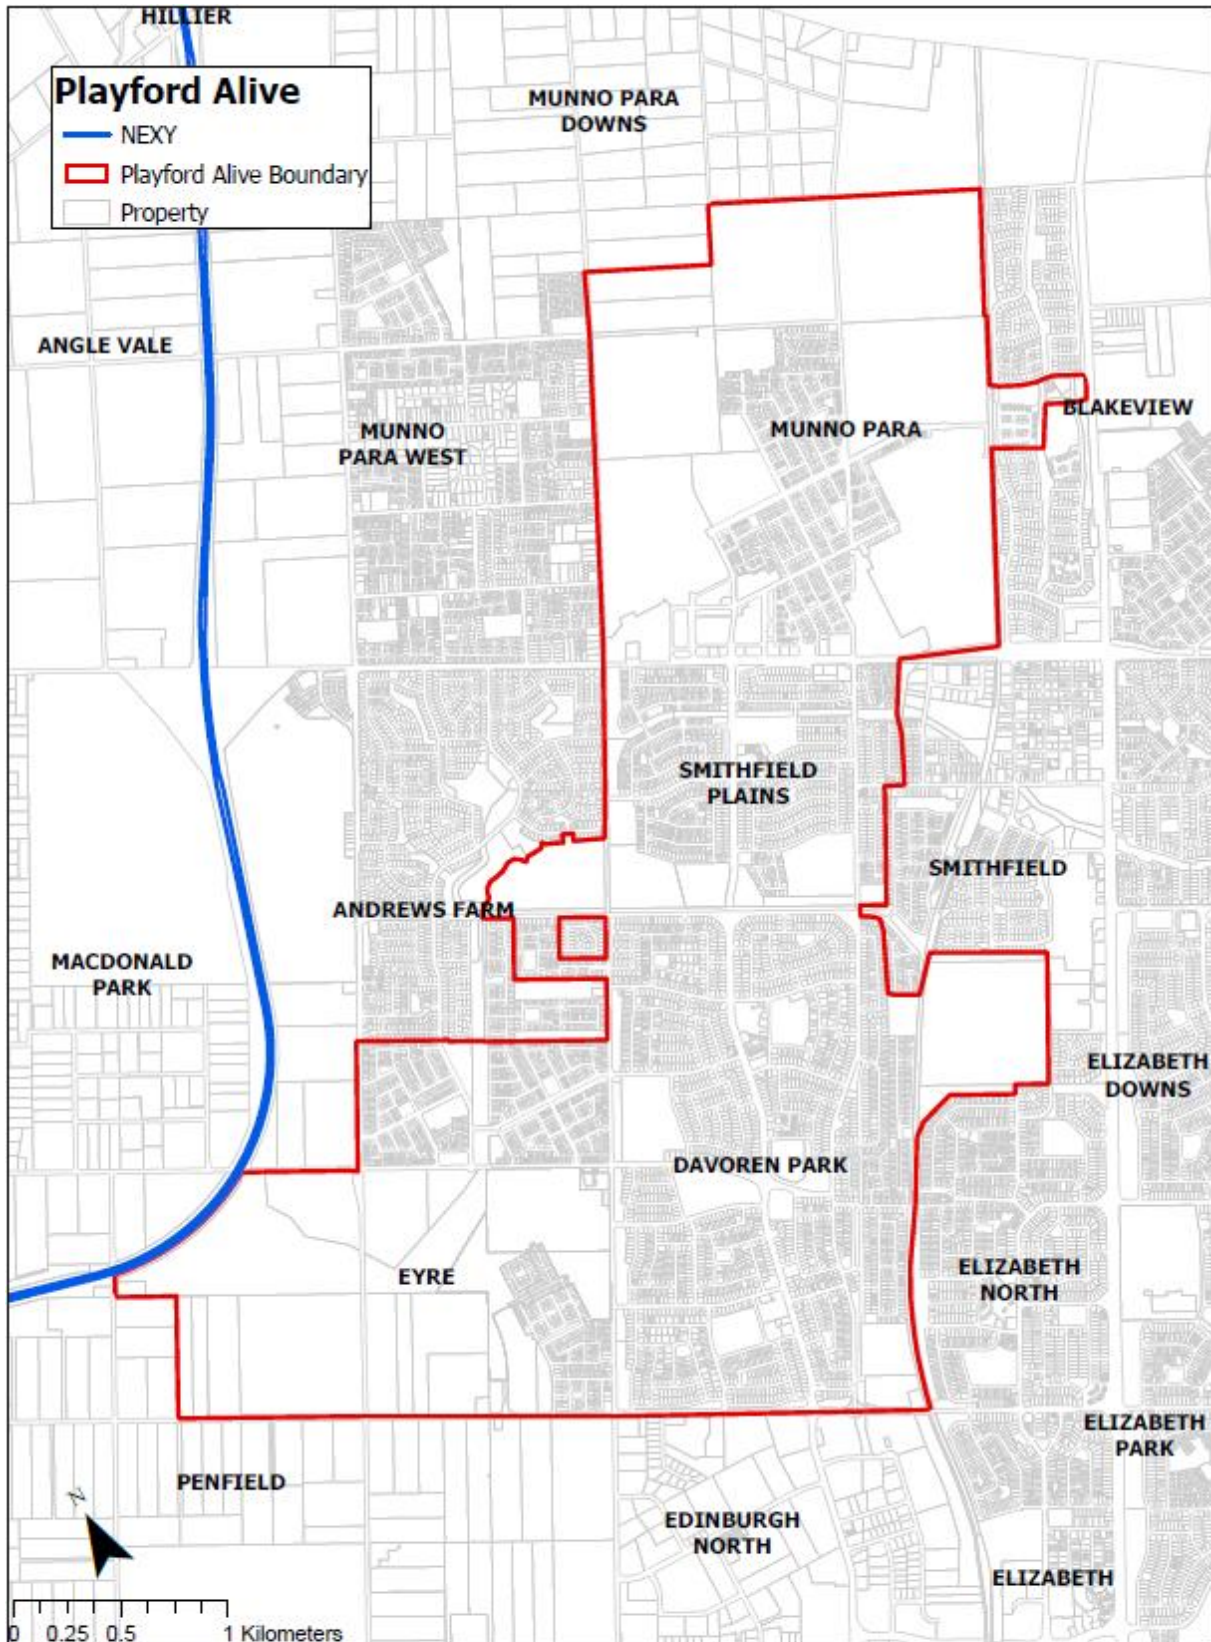 HILLIER
Playford Alive
NEXY
Playford Alive Boundary
Property
MUNNO PARA
DOWNS
ANGLE VALE
MUNNO
PARA WEST
MUNNO PARA
BLAKEVIEW
SMITHFIELD
PLAINS
SMITHFIELD
ANDREWS FARM
MACDONALD
PARK
ELIZABETH
DOWNS
DAVOREN PARK
EYRE
ELIZABETH
NORTH
ELIZABETH
PARK
PENFIELD
EDINBURGH
NORTH
ELIZABETH
N
0 0.25 0.5 1 Kilometers